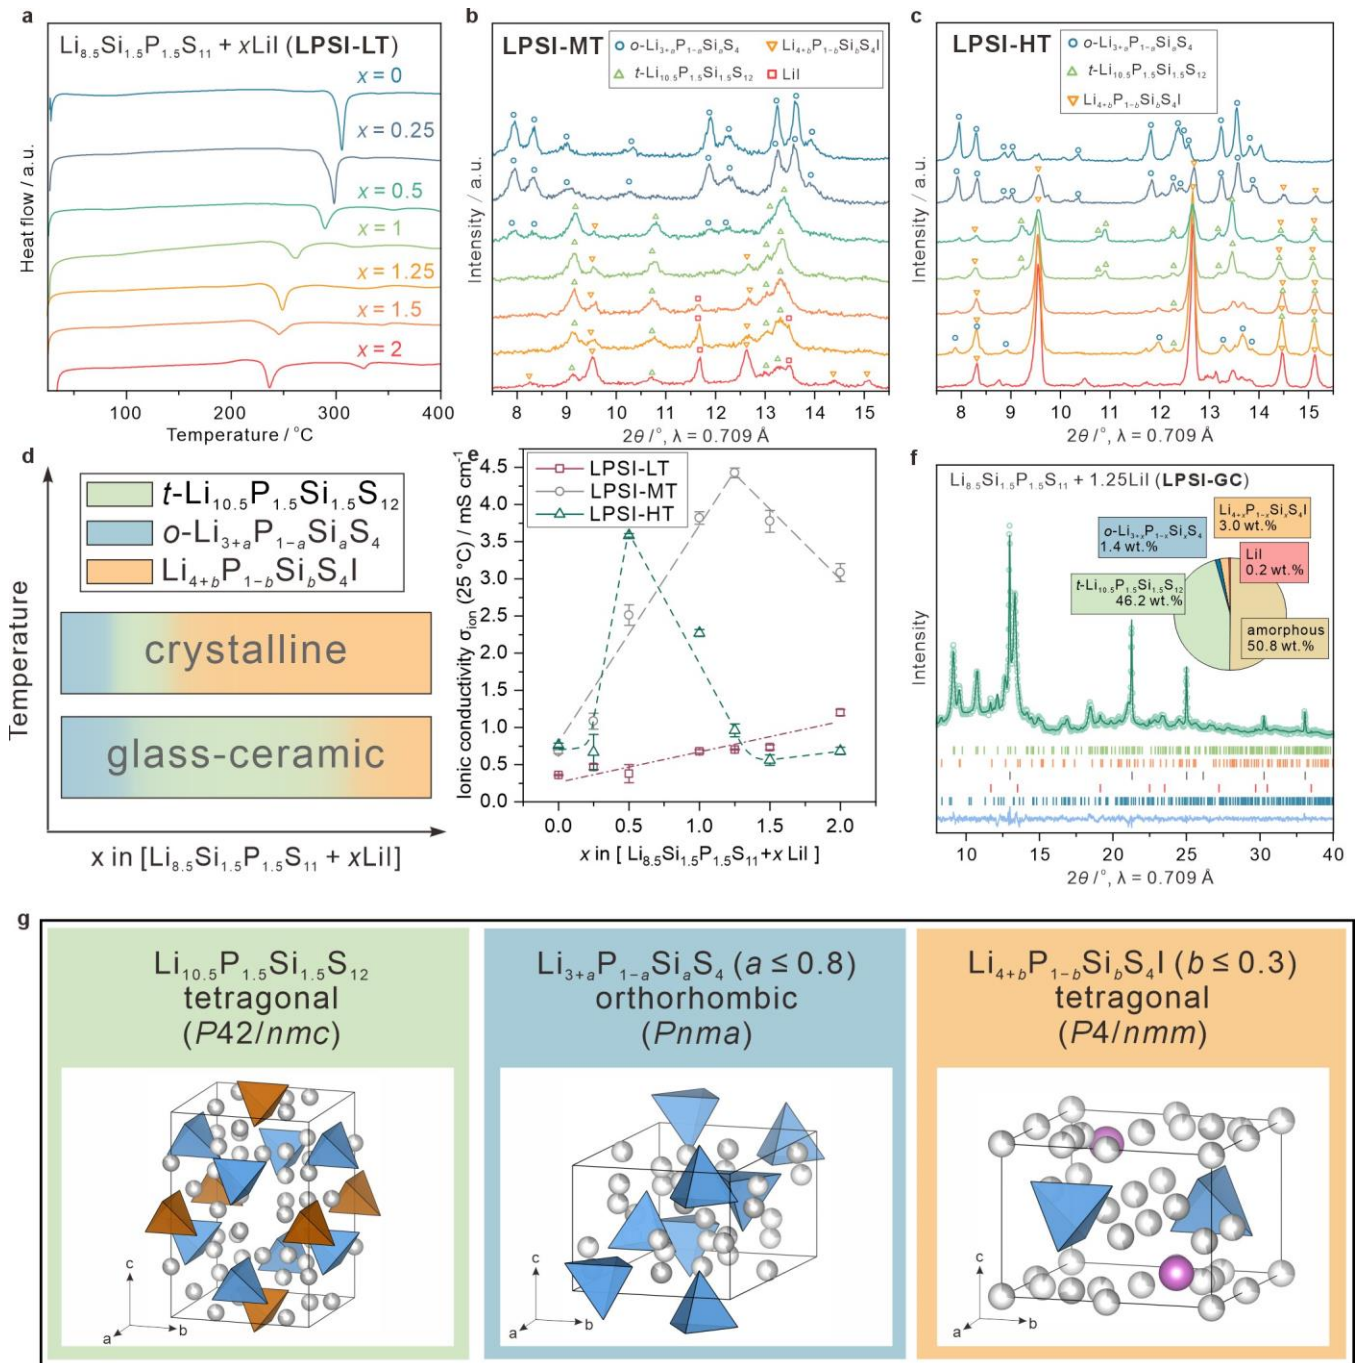 a
Li8.5Si1.5P1.5S11 + xLiI (LPSI-LT)
x = 0
x = 0.25
x = 0.5
x = 1
x = 1.25
x = 1.5
x = 2
Heat flow / a.u.
100 200 300 400
Temperature / °C
b
LPSI-MT
o-Li3+aP1−aSiaS4
Li4+bP1−bSibS4I
t-Li10.5P1.5Si1.5S12
LiI
Intensity / a.u.
8 9 10 11 12 13 14 15
2θ /°, λ = 0.709 Å
c
LPSI-HT
o-Li3+aP1−aSiaS4
t-Li10.5P1.5Si1.5S12
Li4+bP1−bSibS4I
Intensity / a.u.
8 9 10 11 12 13 14 15
2θ /°, λ = 0.709 Å
d
t-Li10.5P1.5Si1.5S12
o-Li3+aP1−aSiaS4
Li4+bP1−bSibS4I
crystalline
glass-ceramic
Temperature
x in [Li8.5Si1.5P1.5S11 + xLiI]
e
LPSI-LT
LPSI-MT
LPSI-HT
Ionic conductivity σion (25 °C) / mS cm-1
4.5
4.0
3.5
3.0
2.5
2.0
1.5
1.0
0.5
0.0
0.0 0.5 1.0 1.5 2.0
x in [ Li8.5Si1.5P1.5S11+x LiI ]
f
Li8.5Si1.5P1.5S11 + 1.25LiI (LPSI-GC)
Li4+xP1−xSixS4I
3.0 wt.%
o-Li3+xP1−xSixS4
1.4 wt.%
LiI
0.2 wt.%
t-Li10.5P1.5Si1.5S12
46.2 wt.%
amorphous
50.8 wt.%
Intensity
10 15 20 25 30 35 40
2θ /°, λ = 0.709 Å
g
Li10.5P1.5Si1.5S12
tetragonal
(P42/nmc)
c
a
b
Li3+aP1−aSiaS4 (a ≤ 0.8)
orthorhombic
(Pnma)
c
a
b
Li4+bP1−bSibS4I (b ≤ 0.3)
tetragonal
(P4/nmm)
c
a
b